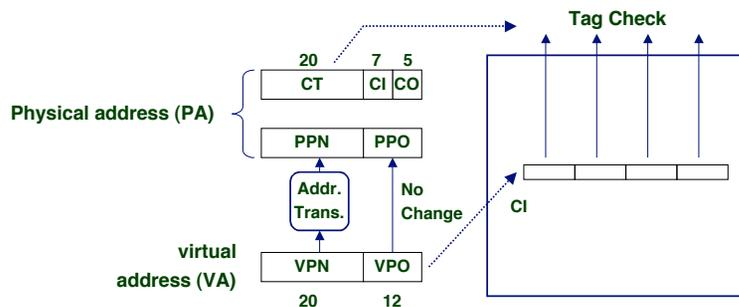 Tag Check
20 7 5
CT CI CO
Physical address (PA)
PPN PPO
Addr.
Trans.
No
Change
CI
virtual
address (VA)
VPN VPO
20 12